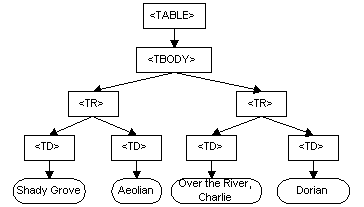 <TABLE>
<TBODY>
<TR> <TR>
<TD> <TD> <TD> <TD>
Shady Grove Aeolian Over the River, Charlie Dorian